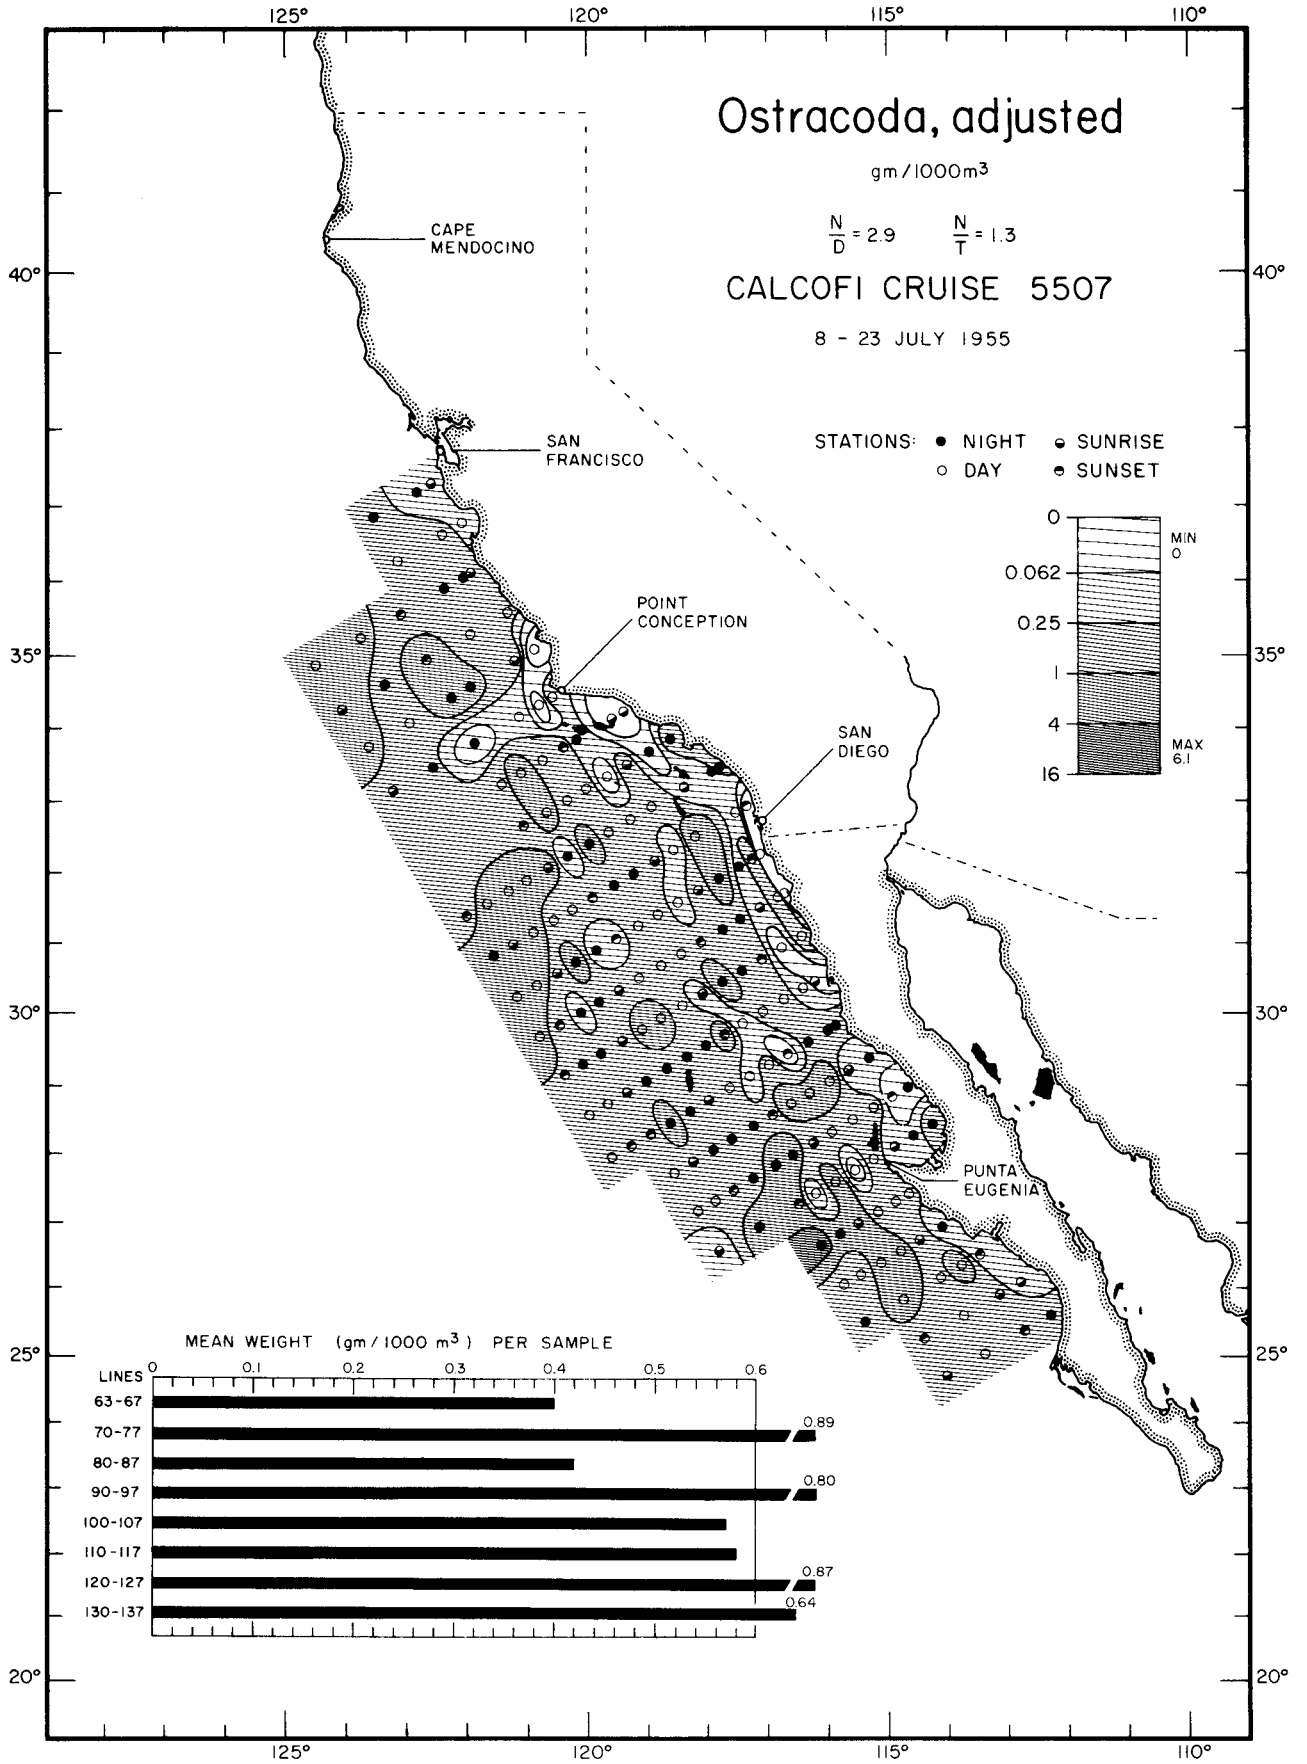 125° 120° 115° 110°
Ostracoda, adjusted
gm/1000m³
N/D = 2.9 N/T = 1.3
CALCOFI CRUISE 5507
8 - 23 JULY 1955
CAPE
MENDOCINO
40° 40°
STATIONS: ● NIGHT SUNRISE
○ DAY SUNSET
SAN
FRANCISCO
0
MIN
0
0.062
0.25
1
4
MAX
6.1
16
POINT
CONCEPTION
35° 35°
SAN
DIEGO
30° 30°
PUNTA
EUGENIA
25° 25°
MEAN WEIGHT (gm/1000 m³) PER SAMPLE
LINES 0 0.1 0.2 0.3 0.4 0.5 0.6
63-67
70-77 0.89
80-87
90-97 0.80
100-107
110-117
120-127 0.87
130-137 0.64
20° 20°
125° 120° 115° 110°